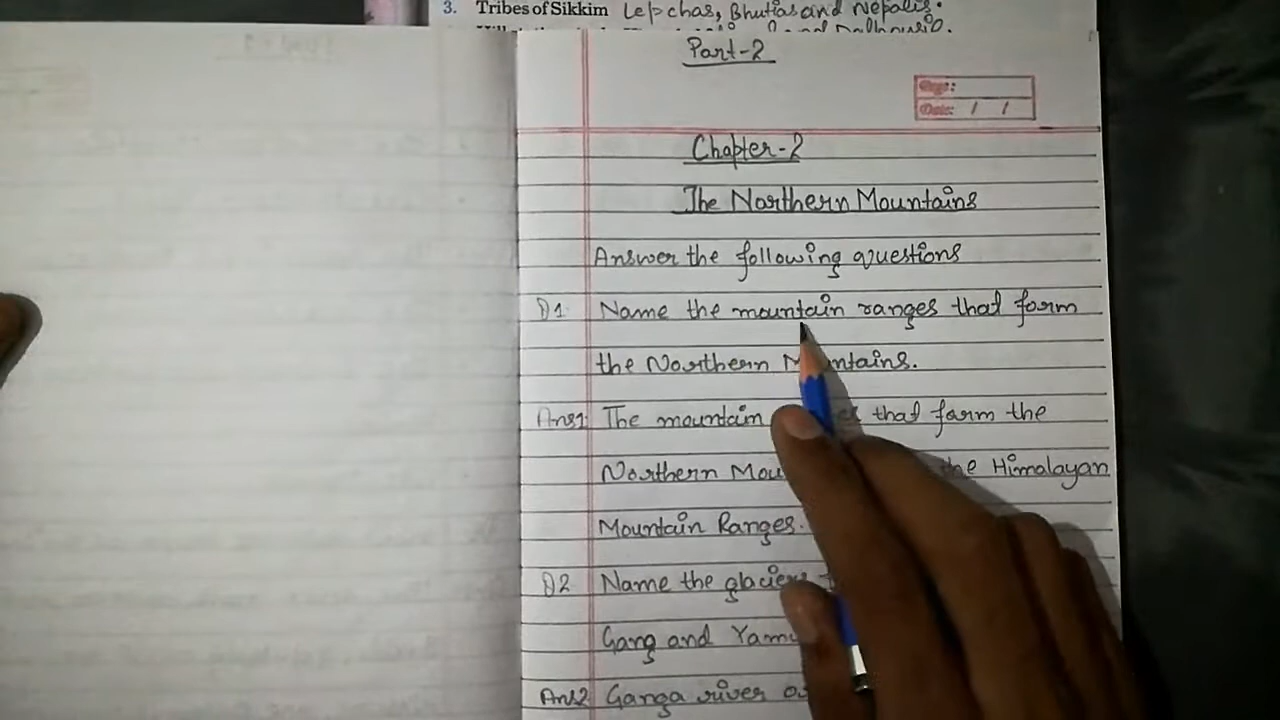 3. Tribes of Sikkim Lepchas, Bhutias and Nepalis.
Part-2
Page:
Date: / /
Chapter-2
The Northern Mountains
Answer the following questions
Q1 Name the mountain ranges that form
the Northern Mountains.
Ans1 The mountain that form the
Northern the Himalayan
Mountain Ranges.
Q2 Name the glaciers
Gang and
Ans2 Ganga river